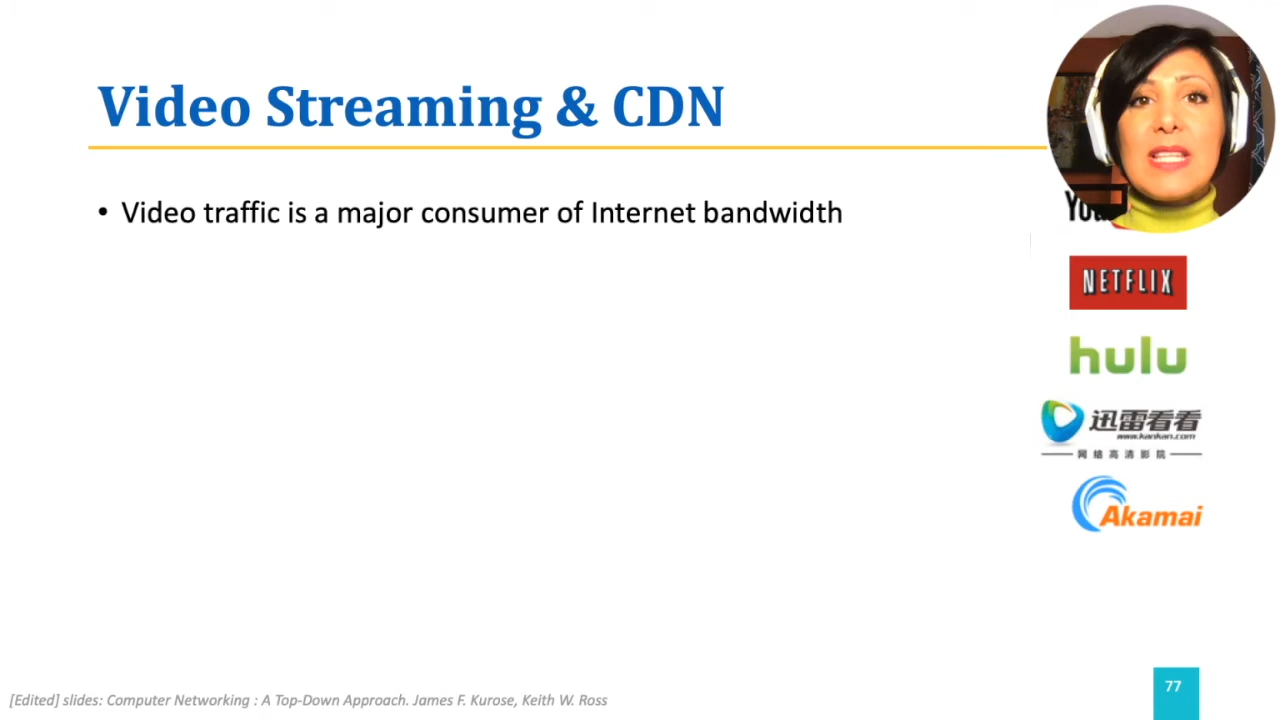 Video Streaming & CDN
• Video traffic is a major consumer of Internet bandwidth
NETFLIX
hulu
迅雷看看
www.kankan.com
网络高清影院
Akamai
[Edited] slides: Computer Networking : A Top-Down Approach. James F. Kurose, Keith W. Ross
77